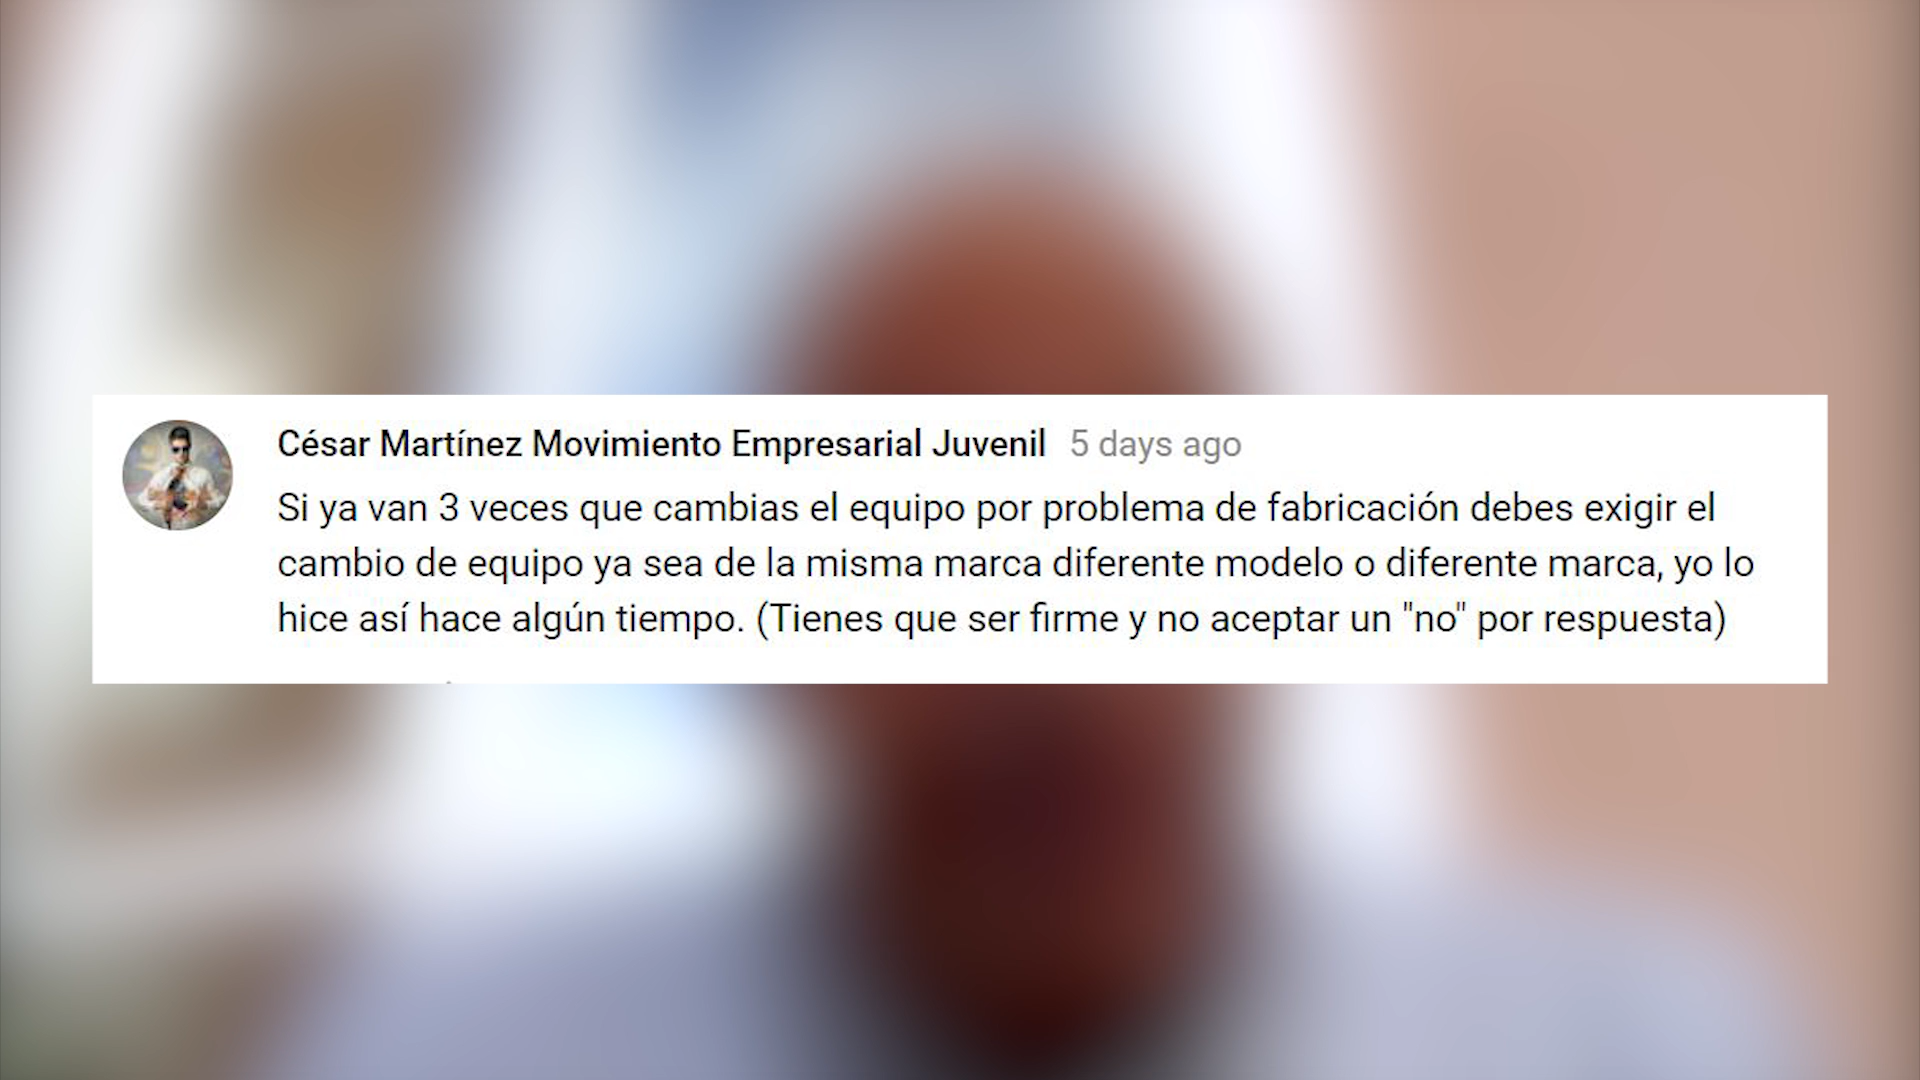 César Martínez Movimiento Empresarial Juvenil 5 days ago
Si ya van 3 veces que cambias el equipo por problema de fabricación debes exigir el
cambio de equipo ya sea de la misma marca diferente modelo o diferente marca, yo lo
hice así hace algún tiempo. (Tienes que ser firme y no aceptar un "no" por respuesta)